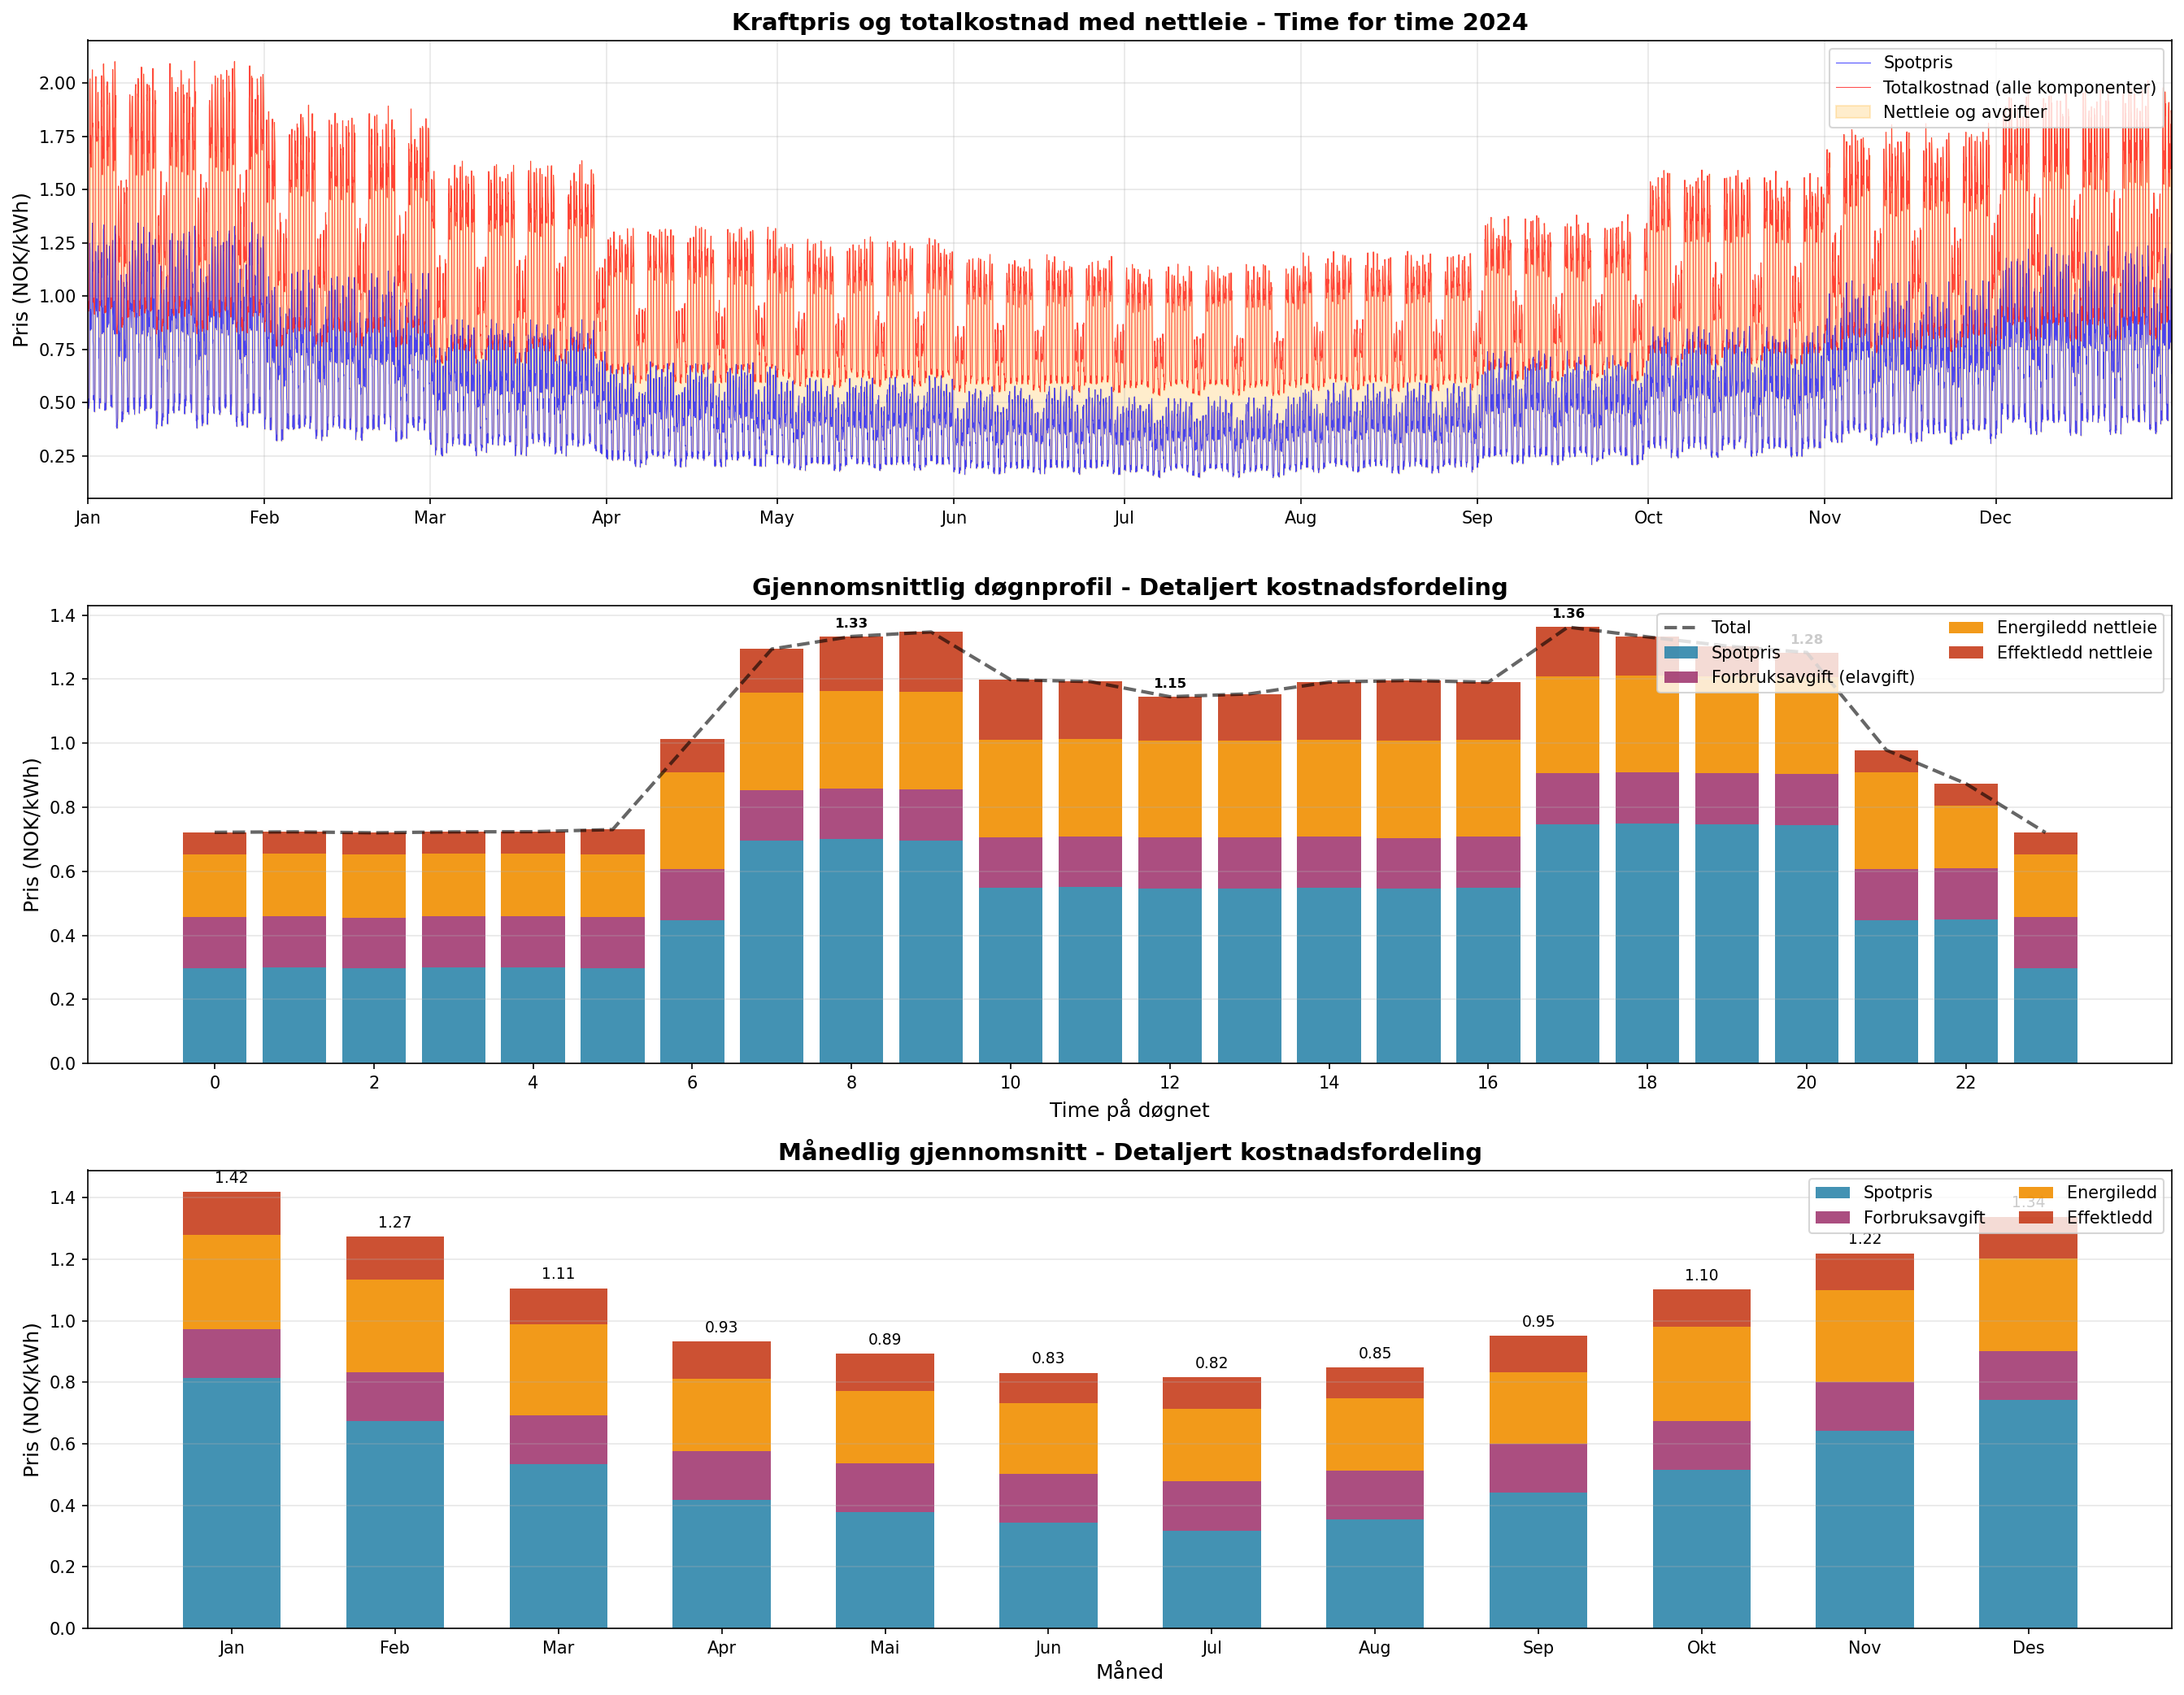 Kraftpris og totalkostnad med nettleie - Time for time 2024
Pris (NOK/kWh)
2.00
1.75
1.50
1.25
1.00
0.75
0.50
0.25
Spotpris
Totalkostnad (alle komponenter)
Nettleie og avgifter
Jan Feb Mar Apr May Jun Jul Aug Sep Oct Nov Dec
Gjennomsnittlig døgnprofil - Detaljert kostnadsfordeling
Pris (NOK/kWh)
1.4
1.2
1.0
0.8
0.6
0.4
0.2
0.0
1.33 1.15 1.36 1.28
Total
Spotpris
Forbruksavgift (elavgift)
Energiledd nettleie
Effektledd nettleie
0 2 4 6 8 10 12 14 16 18 20 22
Time på døgnet
Månedlig gjennomsnitt - Detaljert kostnadsfordeling
Pris (NOK/kWh)
1.4
1.2
1.0
0.8
0.6
0.4
0.2
0.0
1.42 1.27 1.11 0.93 0.89 0.83 0.82 0.85 0.95 1.10 1.22 1.34
Spotpris
Forbruksavgift
Energiledd
Effektledd
Jan Feb Mar Apr Mai Jun Jul Aug Sep Okt Nov Des
Måned